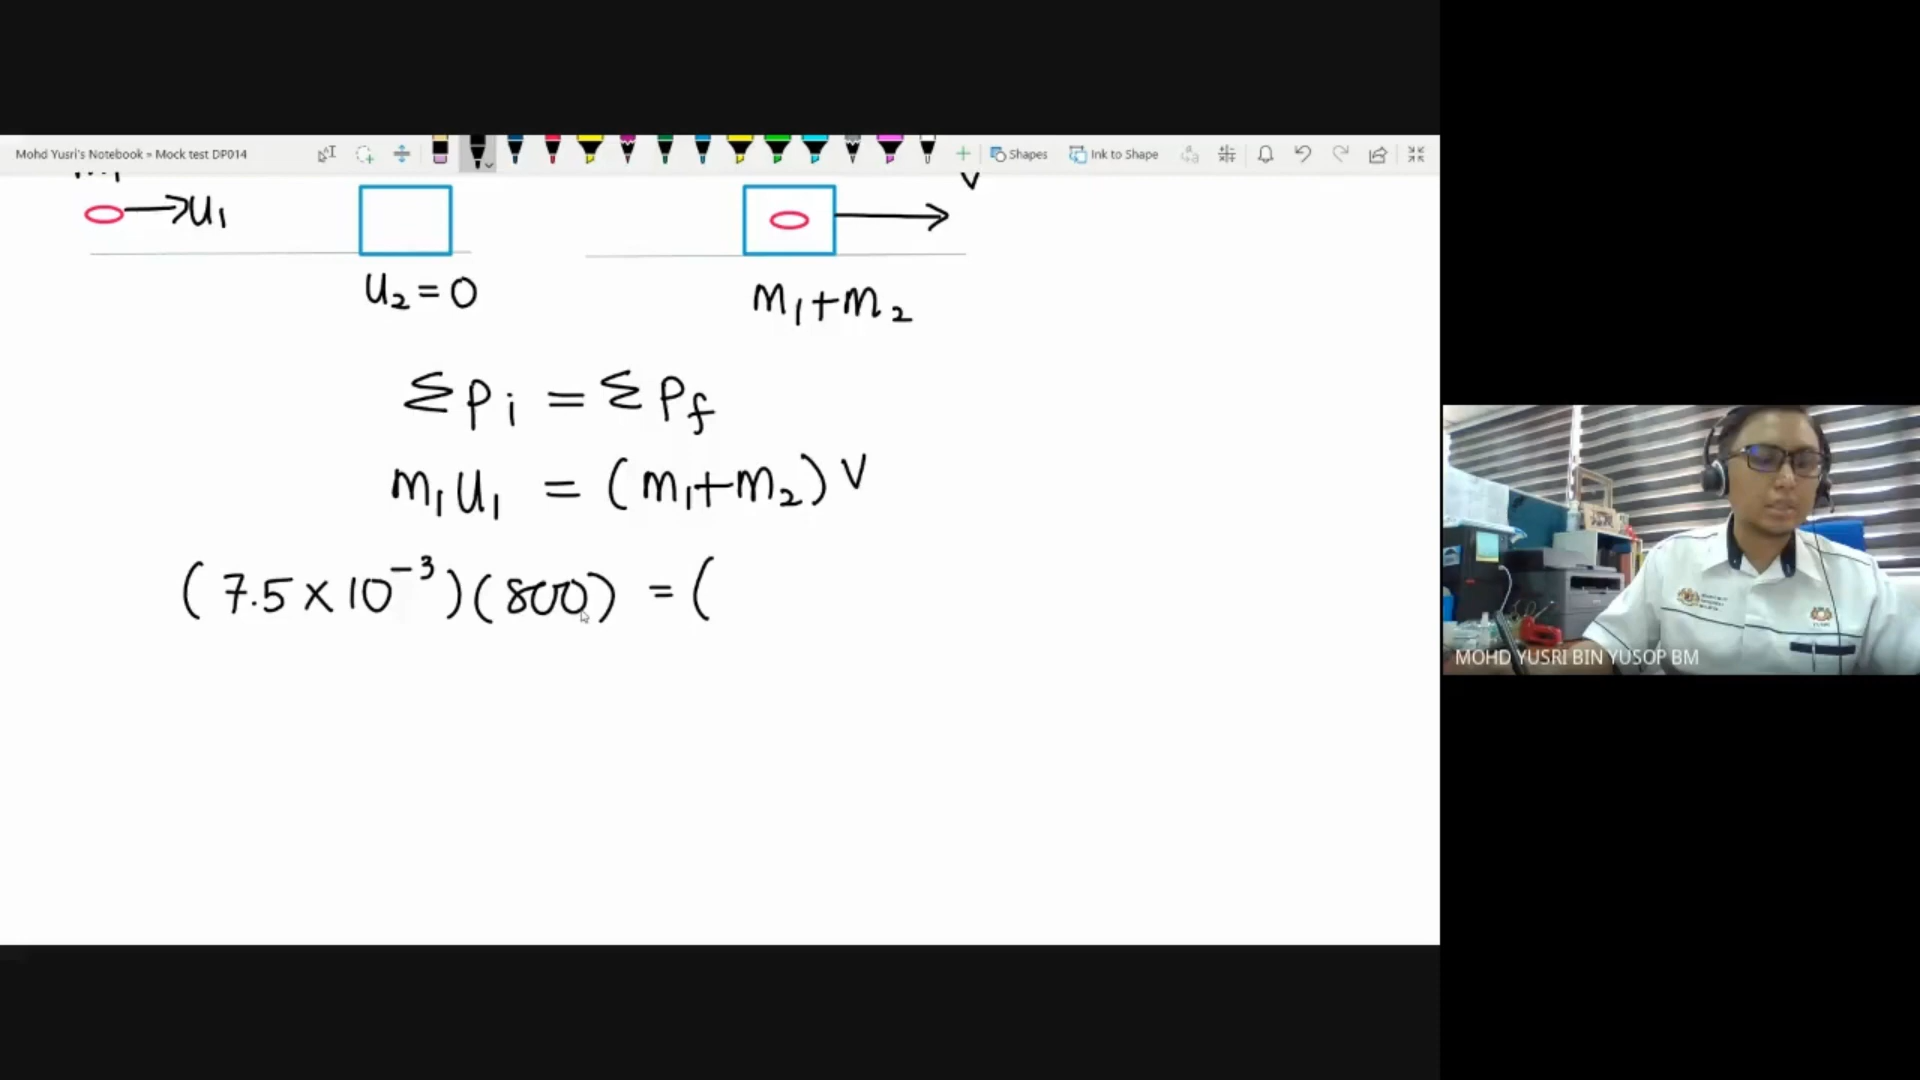 Mohd Yusri's Notebook » Mock test DP014
Shapes
Ink to Shape
u₁
v
u₂ = 0
m₁+m₂
Σpᵢ = Σp_f
m₁u₁ = (m₁+m₂)v
(7.5 × 10⁻³)(800) = (
MOHD YUSRI BIN YUSOP BM